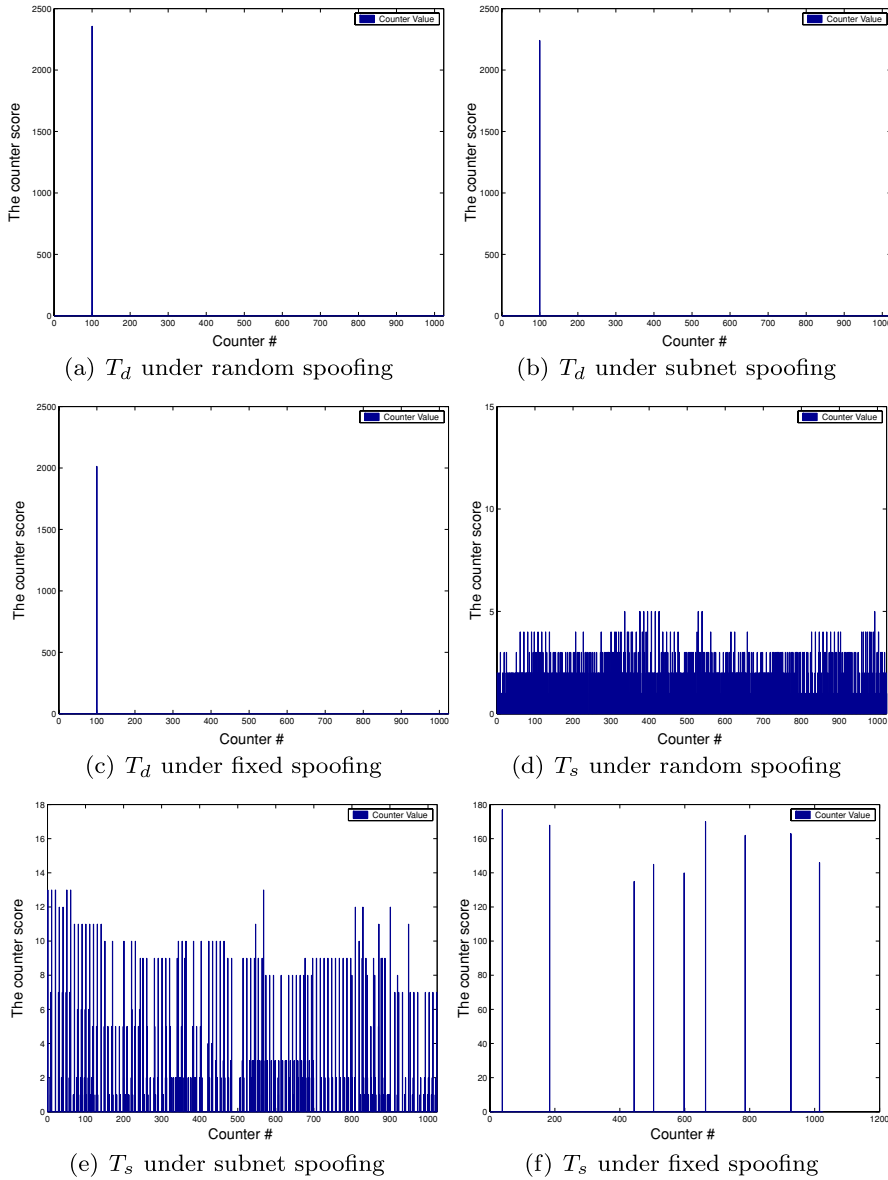 2500
2000
1500
1000
500
0
The counter score
Counter Value
0 100 200 300 400 500 600 700 800 900 1000
Counter #
(a) T_d under random spoofing
2500
2000
1500
1000
500
0
The counter score
Counter Value
0 100 200 300 400 500 600 700 800 900 1000
Counter #
(b) T_d under subnet spoofing
2500
2000
1500
1000
500
0
The counter score
Counter Value
0 100 200 300 400 500 600 700 800 900 1000
Counter #
(c) T_d under fixed spoofing
15
10
5
0
The counter score
Counter Value
0 100 200 300 400 500 600 700 800 900 1000
Counter #
(d) T_s under random spoofing
18
16
14
12
10
8
6
4
2
0
The counter score
Counter Value
0 100 200 300 400 500 600 700 800 900 1000
Counter #
(e) T_s under subnet spoofing
180
160
140
120
100
80
60
40
20
0
The counter score
Counter Value
0 200 400 600 800 1000 1200
Counter #
(f) T_s under fixed spoofing